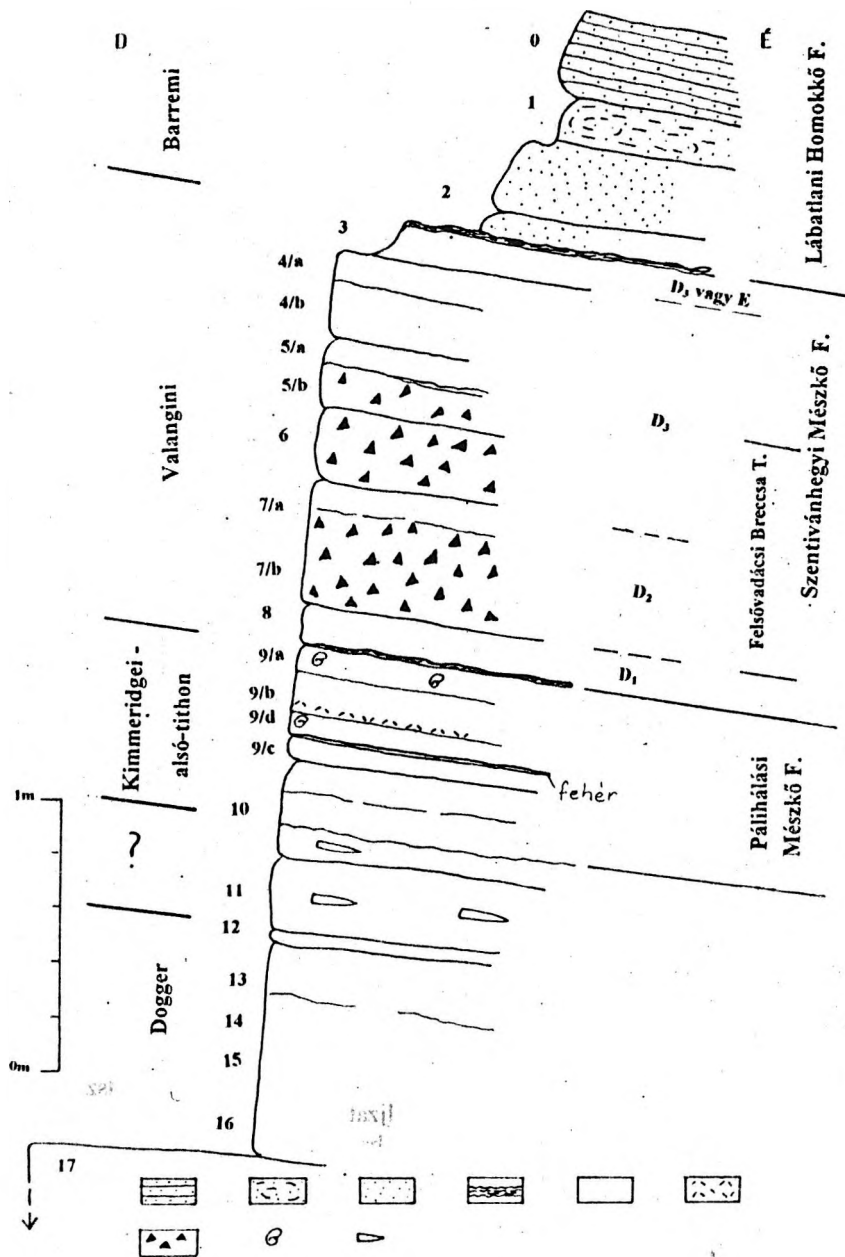 D
É
Barremi
Valangini
Kimmeridgei -
alsó-tithon
?
Dogger
1m
0m
0
1
2
3
4/a
4/b
5/a
5/b
6
7/a
7/b
8
9/a
9/b
9/d
9/c
10
11
12
13
14
15
16
17
fehér
D₃ vagy E
D₃
D₂
D₁
Lábatlani Homokkő F.
Szentivánhegyi Mészkő F.
Felsővadácsi Breccsa T.
Pálihálási
Mészkő F.